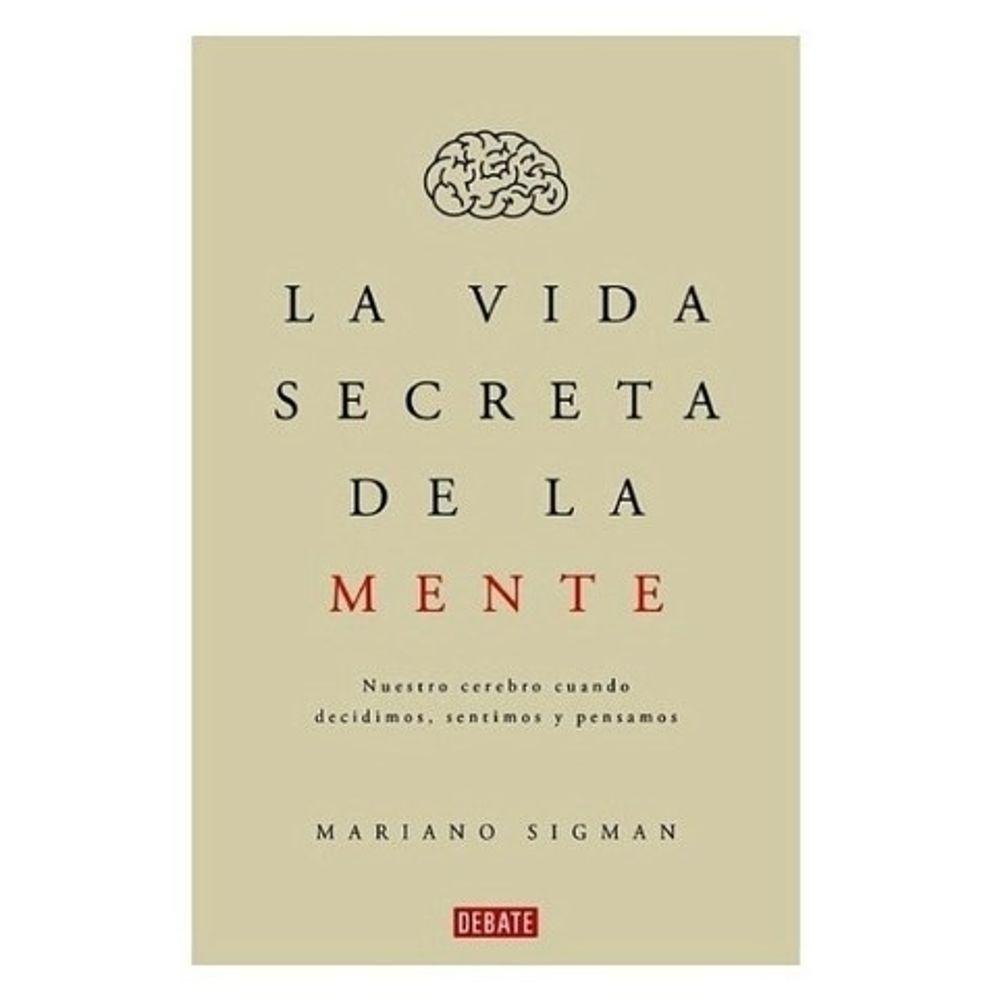 LA VIDA
SECRETA
DE LA
MENTE
Nuestro cerebro cuando
decidimos, sentimos y pensamos
MARIANO SIGMAN
DEBATE